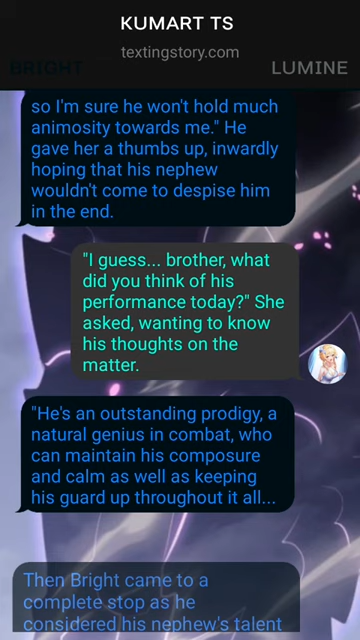 KUMART TS
textingstory.com
BRIGHT
LUMINE
so I'm sure he won't hold much
animosity towards me." He
gave her a thumbs up, inwardly
hoping that his nephew
wouldn't come to despise him
in the end.
"I guess... brother, what
did you think of his
performance today?" She
asked, wanting to know
his thoughts on the
matter.
"He's an outstanding prodigy, a
natural genius in combat, who
can maintain his composure
and calm as well as keeping
his guard up throughout it all...
Then Bright came to a
complete stop as he
considered his nephew's talent